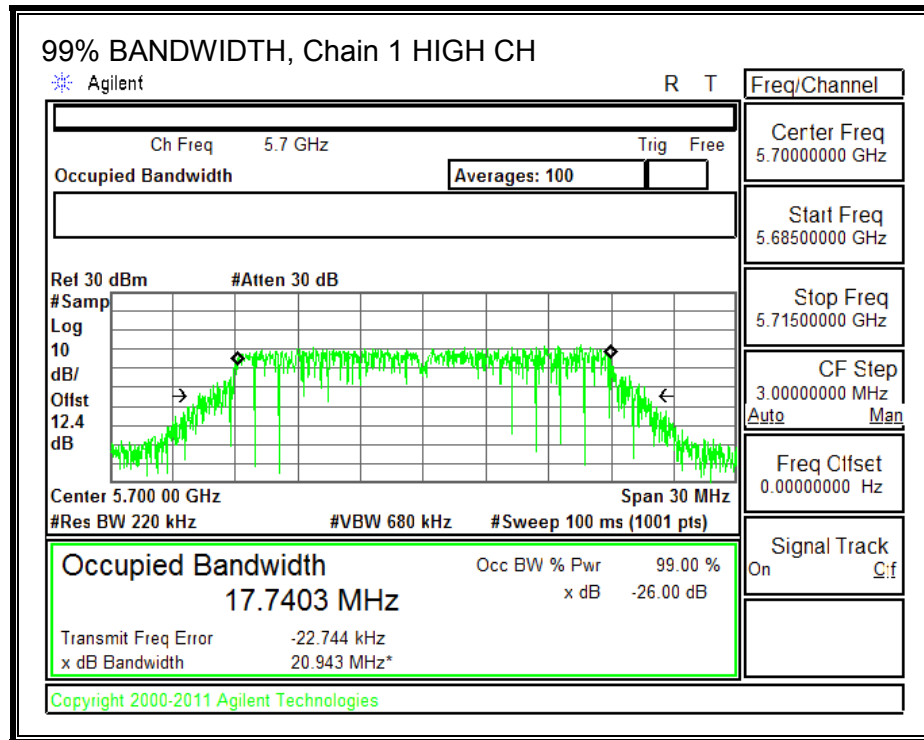 99% BANDWIDTH, Chain 1 HIGH CH
Agilent R T
Freq/Channel
Ch Freq 5.7 GHz Trig Free
Occupied Bandwidth Averages: 100
Center Freq
5.70000000 GHz
Start Freq
5.68500000 GHz
Stop Freq
5.71500000 GHz
CF Step
3.00000000 MHz
Auto Man
Freq Offset
0.00000000 Hz
Signal Track
On Off
Ref 30 dBm #Atten 30 dB
#Samp
Log
10
dB/
Offst
12.4
dB
Center 5.700 00 GHz Span 30 MHz
#Res BW 220 kHz #VBW 680 kHz #Sweep 100 ms (1001 pts)
Occupied Bandwidth Occ BW % Pwr 99.00 %
17.7403 MHz x dB -26.00 dB
Transmit Freq Error -22.744 kHz
x dB Bandwidth 20.943 MHz*
Copyright 2000-2011 Agilent Technologies